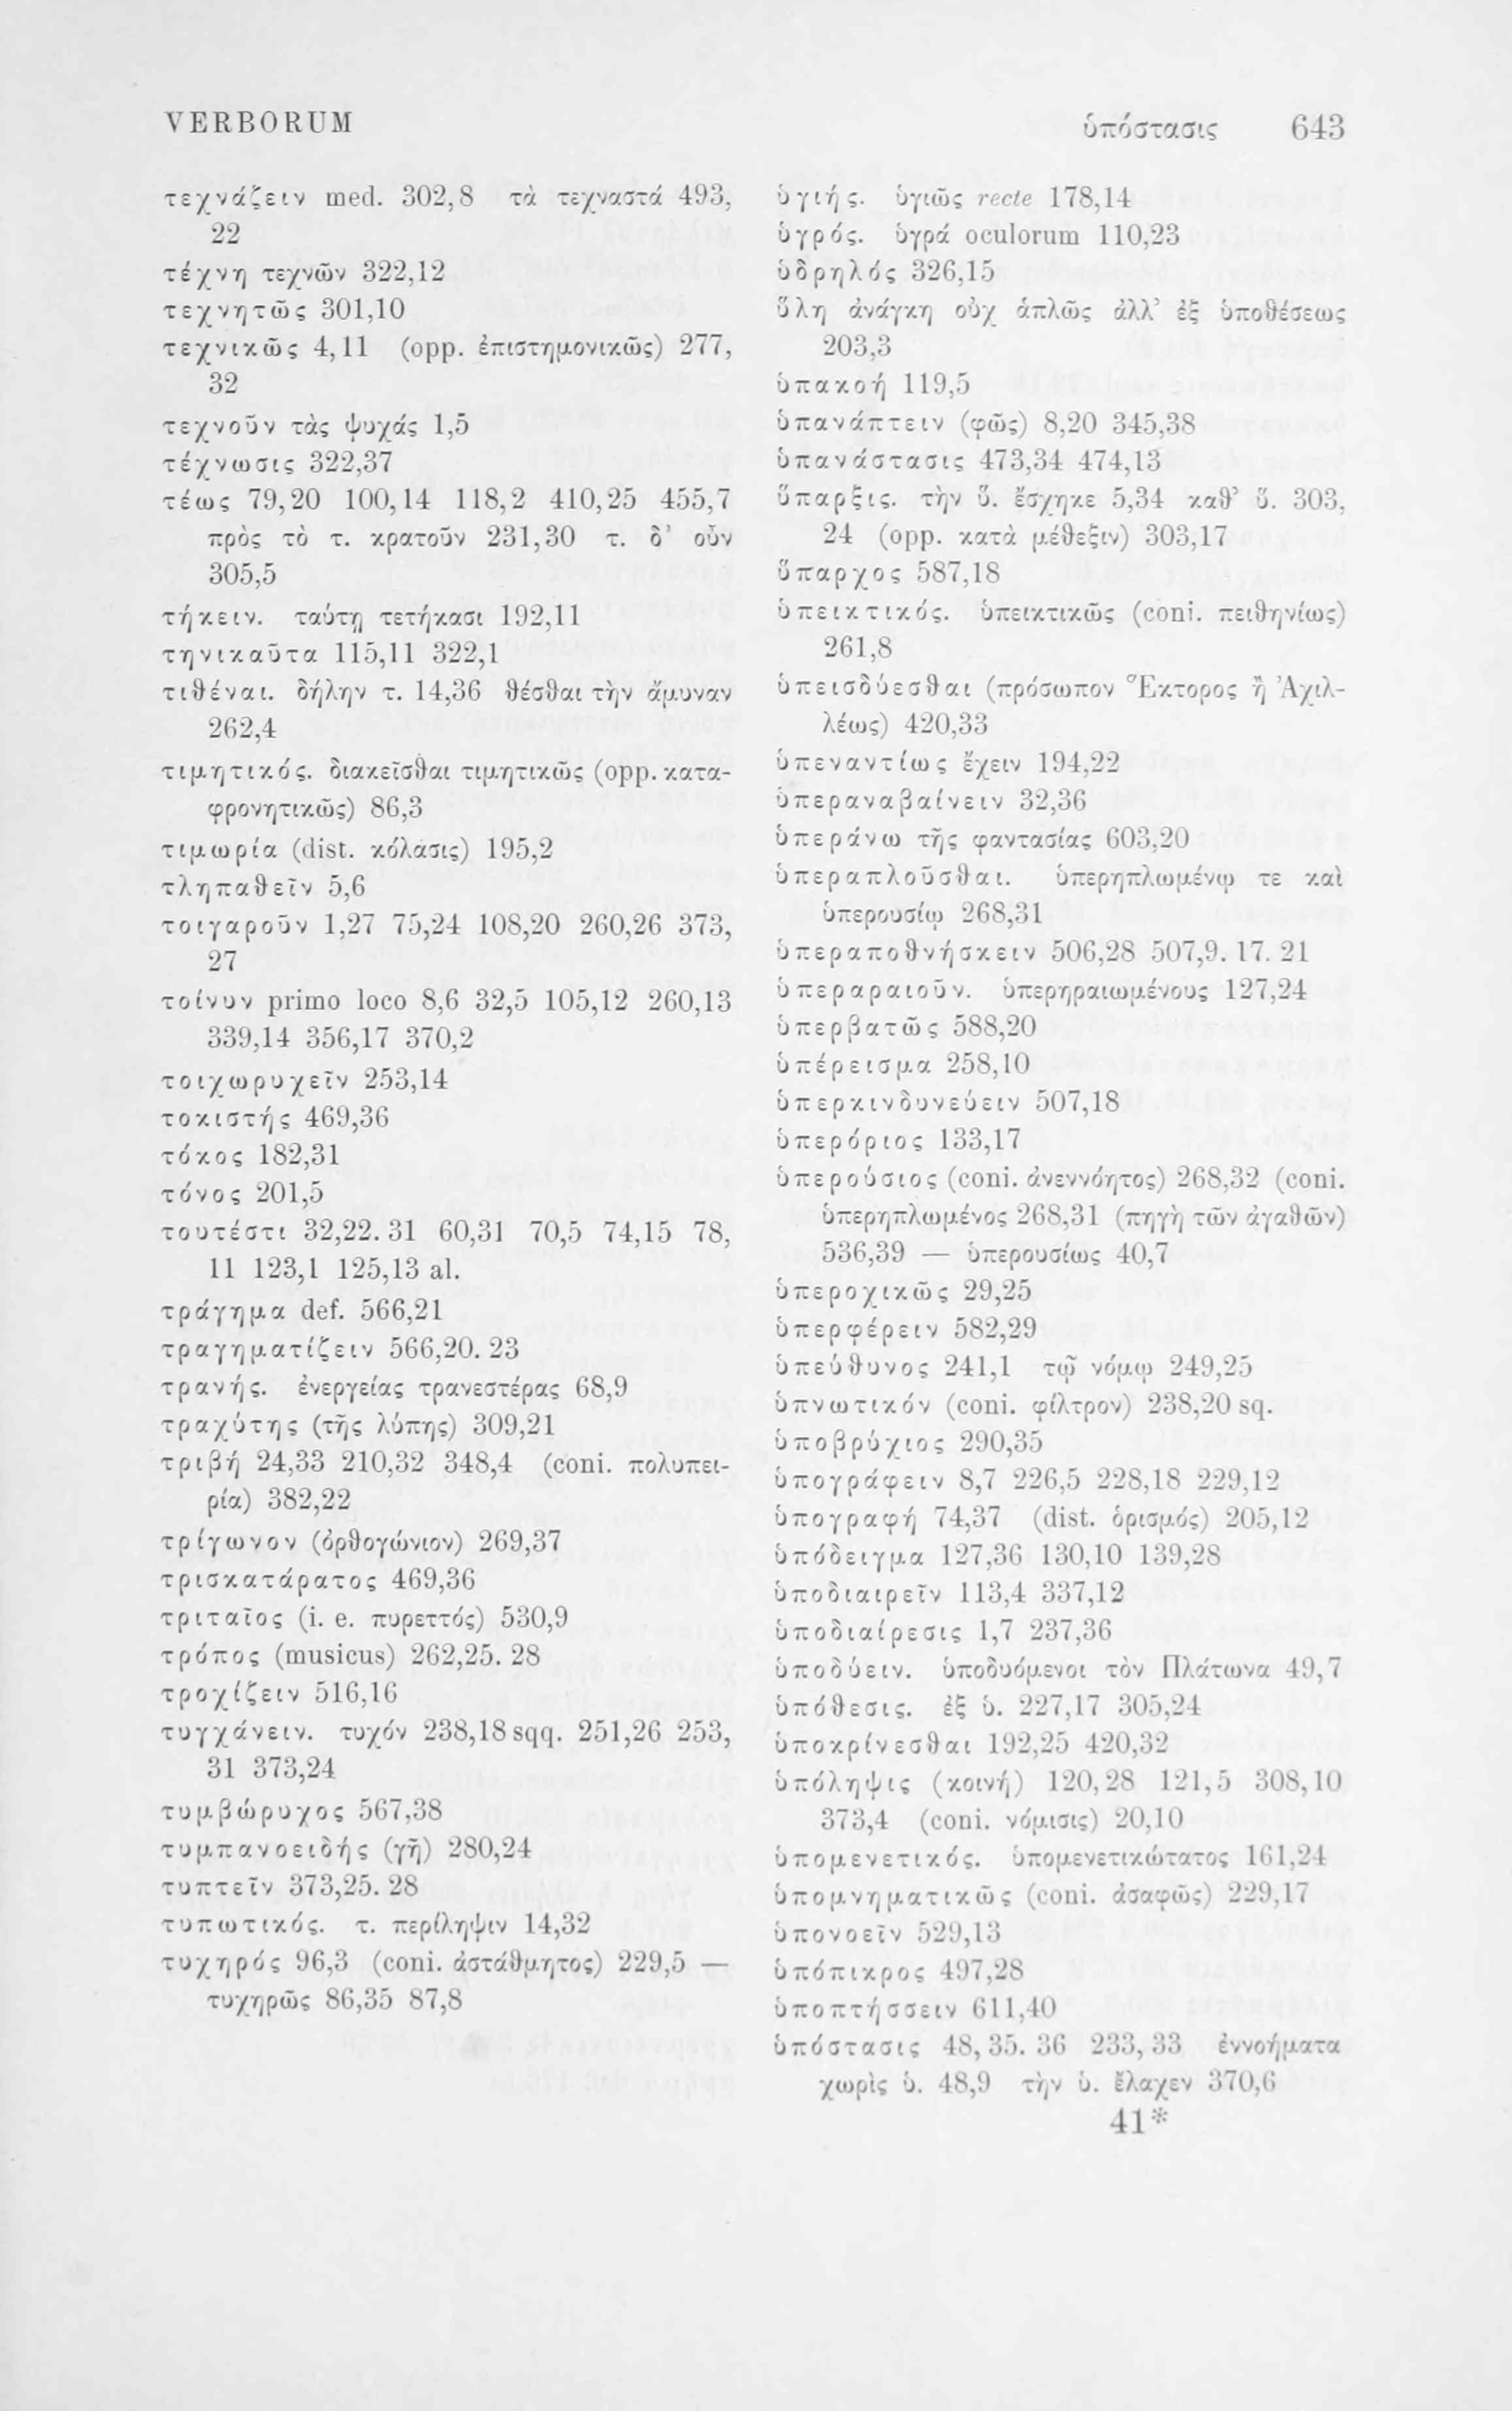 VERBORUM
ὑπόστασις 643
τεχνάζειν med. 302,8 τὰ τεχναστά 493,
22
τέχνη τεχνῶν 322,12
τεχνητῶς 301,10
τεχνικῶς 4,11 (opp. ἐπιστημονικῶς) 277,
32
τεχνοῦν τὰς ψυχάς 1,5
τέχνωσις 322,37
τέως 79,20 100,14 118,2 410,25 455,7
πρὸς τὸ τ. κρατοῦν 231,30 τ. δ’ οὖν
305,5
τήκειν. ταύτῃ τετήκασι 192,11
τηνικαῦτα 115,11 322,1
τιθέναι. δήλην τ. 14,36 θέσθαι τὴν ἄμυναν
262,4
τιμητικός. διακεῖσθαι τιμητικῶς (opp. κατα-
φρονητικῶς) 86,3
τιμωρία (dist. κόλασις) 195,2
τληπαθεῖν 5,6
τοιγαροῦν 1,27 75,24 108,20 260,26 373,
27
τοίνυν primo loco 8,6 32,5 105,12 260,13
339,14 356,17 370,2
τοιχωρυχεῖν 253,14
τοκιστής 469,36
τόκος 182,31
τόνος 201,5
τουτέστι 32,22. 31 60,31 70,5 74,15 78,
11 123,1 125,13 al.
τράγημα def. 566,21
τραγηματίζειν 566,20. 23
τρανής. ἐνεργείας τρανεστέρας 68,9
τραχύτης (τῆς λύπης) 309,21
τριβή 24,33 210,32 348,4 (coni. πολυπει-
ρία) 382,22
τρίγωνον (ὀρθογώνιον) 269,37
τρισκατάρατος 469,36
τριταῖος (i. e. πυρεττός) 530,9
τρόπος (musicus) 262,25. 28
τροχίζειν 516,16
τυγχάνειν. τυχόν 238,18 sqq. 251,26 253,
31 373,24
τυμβώρυχος 567,38
τυμπανοειδής (γῆ) 280,24
τυπτεῖν 373,25. 28
τυπωτικός. τ. περίληψιν 14,32
τυχηρός 96,3 (coni. ἀστάθμητος) 229,5 —
τυχηρῶς 86,35 87,8
ὑγιής. ὑγιῶς recte 178,14
ὑγρός. ὑγρά oculorum 110,23
ὑδρηλός 326,15
ὕλη ἀνάγκη οὐχ ἁπλῶς ἀλλ’ ἐξ ὑποθέσεως
203,3
ὑπακοή 119,5
ὑπανάπτειν (φῶς) 8,20 345,38
ὑπανάστασις 473,34 474,13
ὕπαρξις. τὴν ὕ. ἔσχηκε 5,34 καθ’ ὕ. 303,
24 (opp. κατὰ μέθεξιν) 303,17
ὕπαρχος 587,18
ὑπεικτικός. ὑπεικτικῶς (coni. πειθηνίως)
261,8
ὑπεισδύεσθαι (πρόσωπον Ἕκτορος ἢ Ἀχιλ-
λέως) 420,33
ὑπεναντίως ἔχειν 194,22
ὑπεραναβαίνειν 32,36
ὑπεράνω τῆς φαντασίας 603,20
ὑπεραπλοῦσθαι. ὑπερηπλωμένῳ τε καὶ
ὑπερουσίῳ 268,31
ὑπεραποθνήσκειν 506,28 507,9. 17. 21
ὑπεραραιοῦν. ὑπερηραιωμένους 127,24
ὑπερβατῶς 588,20
ὑπέρεισμα 258,10
ὑπερκινδυνεύειν 507,18
ὑπερόριος 133,17
ὑπερούσιος (coni. ἀνεννόητος) 268,32 (coni.
ὑπερηπλωμένος 268,31 (πηγὴ τῶν ἀγαθῶν)
536,39 — ὑπερουσίως 40,7
ὑπεροχικῶς 29,25
ὑπερφέρειν 582,29
ὑπεύθυνος 241,1 τῷ νόμῳ 249,25
ὑπνωτικόν (coni. φίλτρον) 238,20 sq.
ὑποβρύχιος 290,35
ὑπογράφειν 8,7 226,5 228,18 229,12
ὑπογραφή 74,37 (dist. ὁρισμός) 205,12
ὑπόδειγμα 127,36 130,10 139,28
ὑποδιαιρεῖν 113,4 337,12
ὑποδιαίρεσις 1,7 237,36
ὑποδύειν. ὑποδυόμενοι τὸν Πλάτωνα 49,7
ὑπόθεσις. ἐξ ὑ. 227,17 305,24
ὑποκρίνεσθαι 192,25 420,32
ὑπόληψις (κοινή) 120,28 121,5 308,10
373,4 (coni. νόμισις) 20,10
ὑπομενετικός. ὑπομενετικώτατος 161,24
ὑπομνηματικῶς (coni. ἀσαφῶς) 229,17
ὑπονοεῖν 529,13
ὑπόπικρος 497,28
ὑποπτήσσειν 611,40
ὑπόστασις 48,35. 36 233,33 ἐννοήματα
χωρὶς ὑ. 48,9 τὴν ὑ. ἔλαχεν 370,6
41*